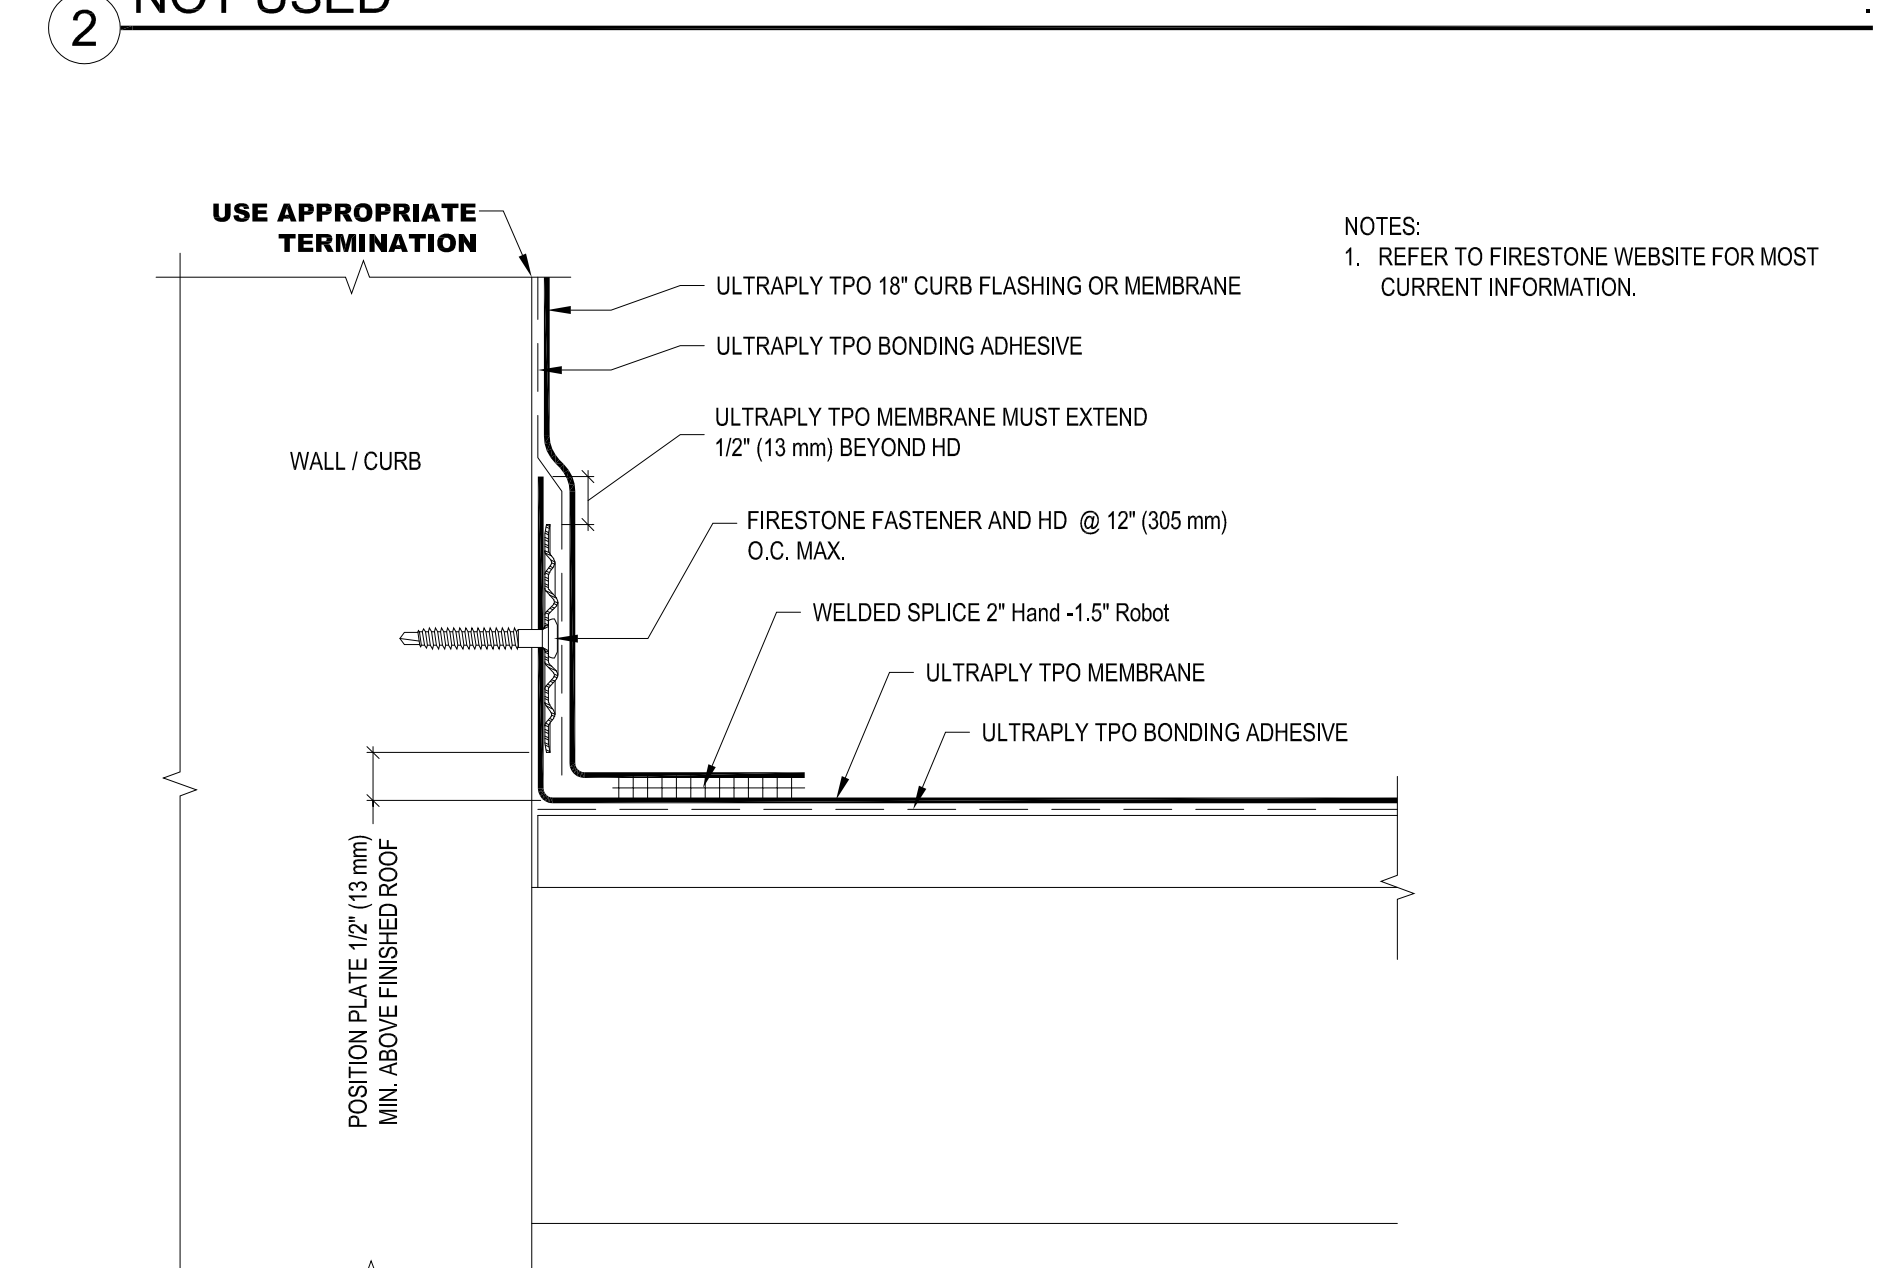 2
NOT USED
USE APPROPRIATE
TERMINATION
NOTES:
1. REFER TO FIRESTONE WEBSITE FOR MOST
CURRENT INFORMATION.
ULTRAPLY TPO 18" CURB FLASHING OR MEMBRANE
ULTRAPLY TPO BONDING ADHESIVE
ULTRAPLY TPO MEMBRANE MUST EXTEND
1/2" (13 mm) BEYOND HD
WALL / CURB
FIRESTONE FASTENER AND HD @ 12" (305 mm)
O.C. MAX.
WELDED SPLICE 2" Hand -1.5" Robot
ULTRAPLY TPO MEMBRANE
ULTRAPLY TPO BONDING ADHESIVE
POSITION PLATE 1/2" (13 mm)
MIN. ABOVE FINISHED ROOF